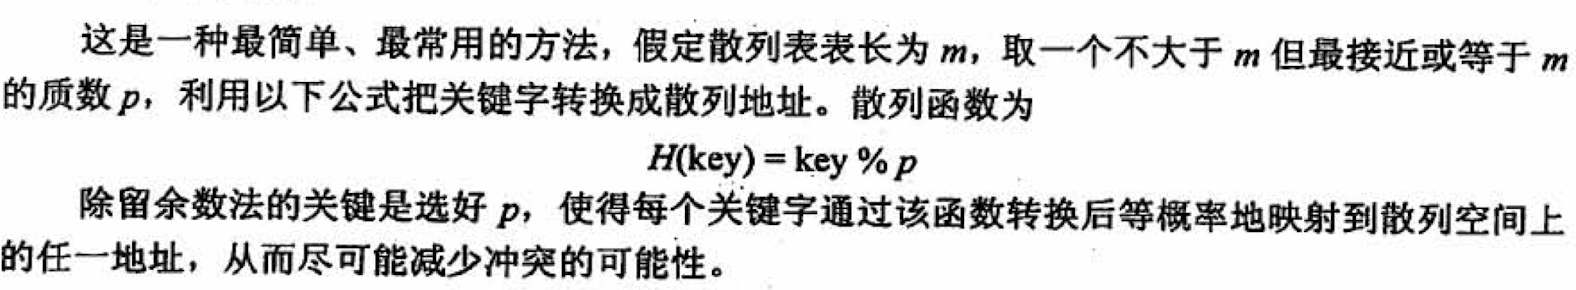 这是一种最简单、最常用的方法，假定散列表表长为 m，取一个不大于 m 但最接近或等于 m
的质数 p，利用以下公式把关键字转换成散列地址。散列函数为
H(key) = key % p
除留余数法的关键是选好 p，使得每个关键字通过该函数转换后等概率地映射到散列空间上
的任一地址，从而尽可能减少冲突的可能性。